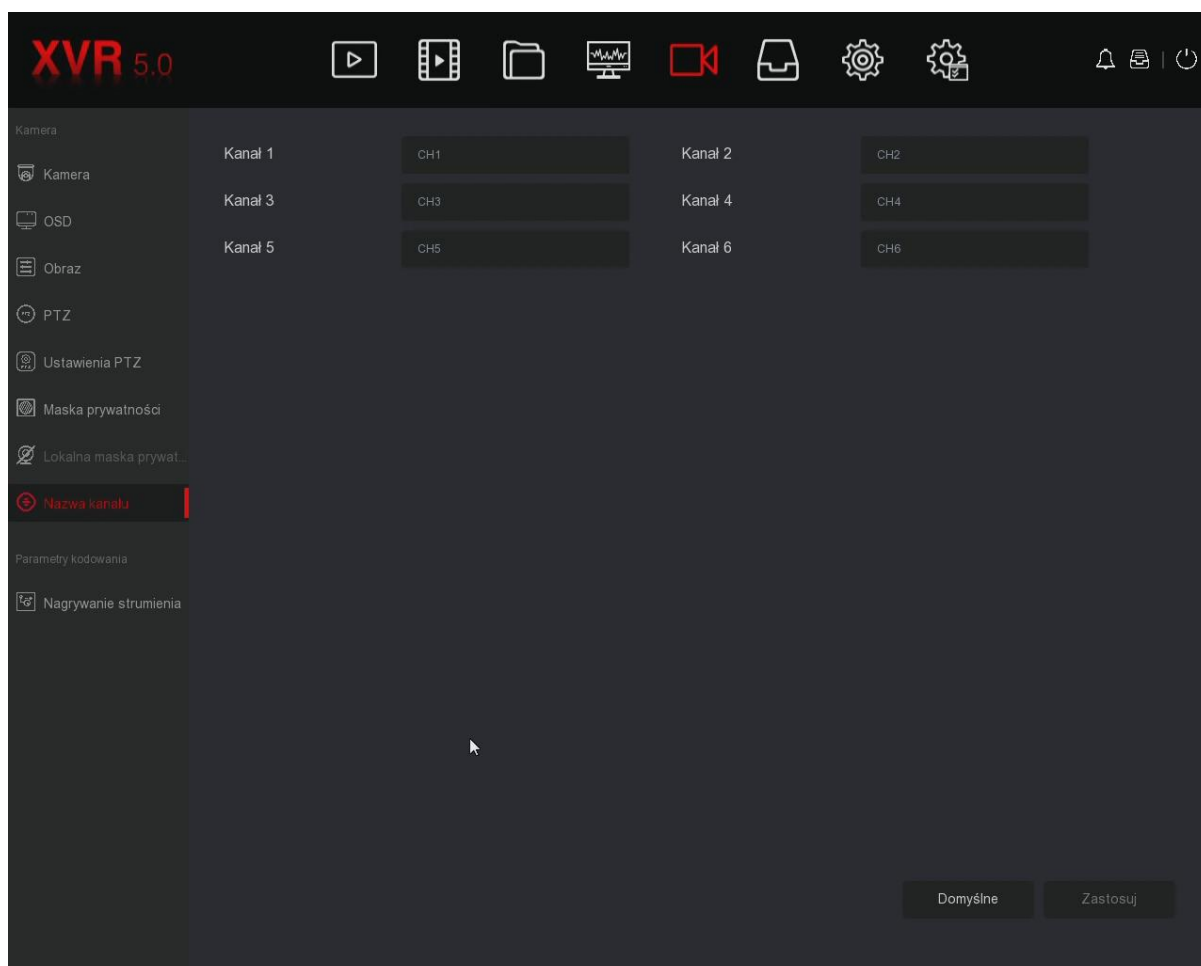 XVR 5.0
Kamera
Kamera
OSD
Obraz
PTZ
Ustawienia PTZ
Maska prywatności
Lokalna maska prywat...
Nazwa kanału
Parametry kodowania
Nagrywanie strumienia
Kanał 1 CH1 Kanał 2 CH2
Kanał 3 CH3 Kanał 4 CH4
Kanał 5 CH5 Kanał 6 CH6
Domyślne Zastosuj